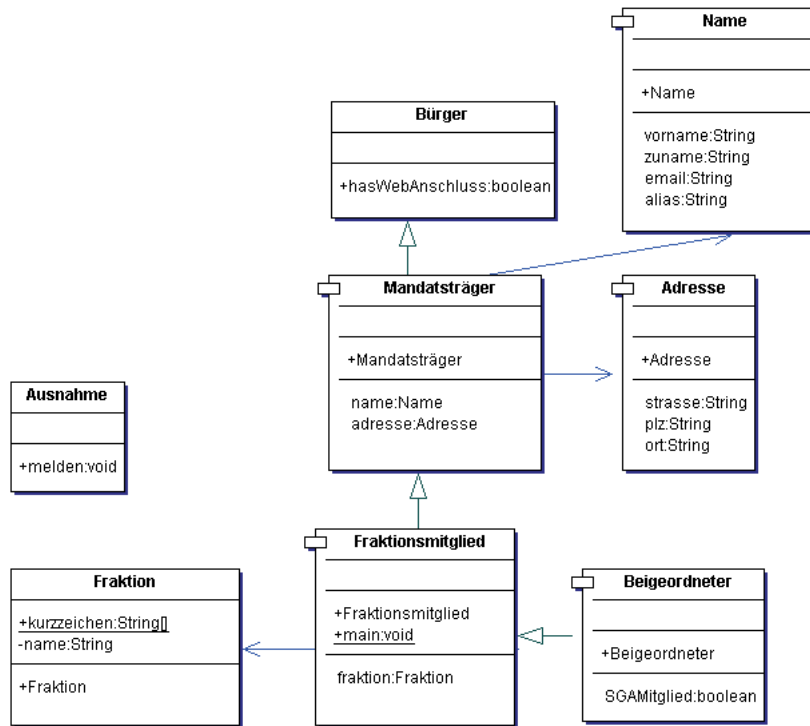 Name
+Name
vorname:String
zuname:String
email:String
alias:String
Bürger
+hasWebAnschluss:boolean
Mandatsträger
+Mandatsträger
name:Name
adresse:Adresse
Adresse
+Adresse
strasse:String
plz:String
ort:String
Ausnahme
+melden:void
Fraktionsmitglied
+Fraktionsmitglied
+main:void
fraktion:Fraktion
Fraktion
+kurzzeichen:String[]
-name:String
+Fraktion
Beigeordneter
+Beigeordneter
SGAMitglied:boolean